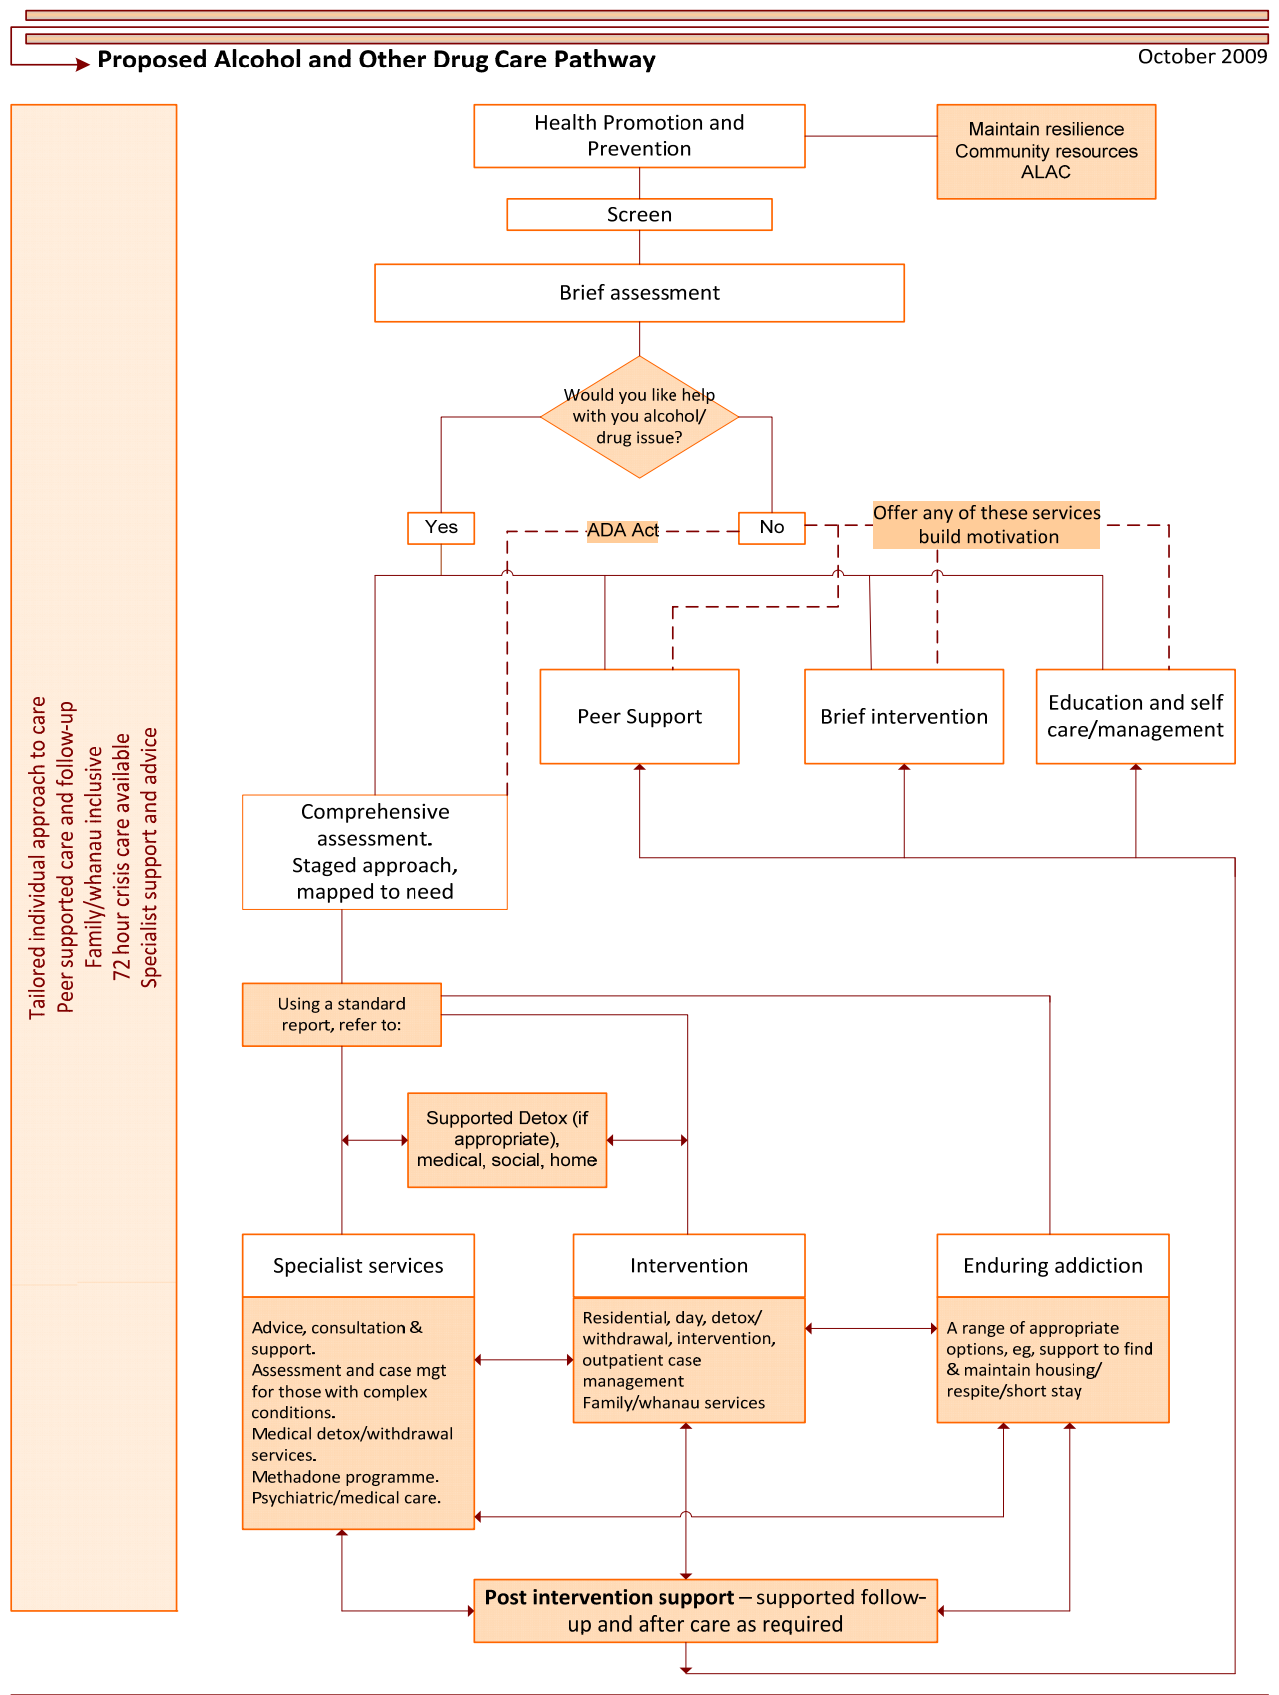 Proposed Alcohol and Other Drug Care Pathway
October 2009
Health Promotion and
Prevention
Maintain resilience
Community resources
ALAC
Screen
Brief assessment
Would you like help
with you alcohol/
drug issue?
Yes
ADA Act
No
Offer any of these services
build motivation
Peer Support
Brief intervention
Education and self
care/management
Tailored individual approach to care
Peer supported care and follow-up
Family/whanau inclusive
72 hour crisis care available
Specialist support and advice
Comprehensive
assessment.
Staged approach,
mapped to need
Using a standard
report, refer to:
Supported Detox (if
appropriate),
medical, social, home
Specialist services
Advice, consultation &
support.
Assessment and case mgt
for those with complex
conditions.
Medical detox/withdrawal
services.
Methadone programme.
Psychiatric/medical care.
Intervention
Residential, day, detox/
withdrawal, intervention,
outpatient case
management
Family/whanau services
Enduring addiction
A range of appropriate
options, eg, support to find
& maintain housing/
respite/short stay
Post intervention support – supported follow-
up and after care as required